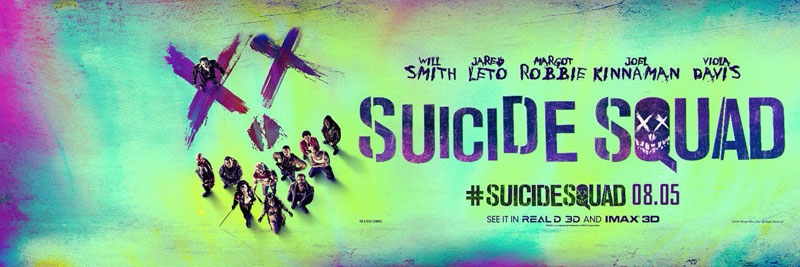 WILL SMITH JARED LETO MARGOT ROBBIE JOEL KINNAMAN VIOLA DAVIS
SUICIDE SQUAD
#SUICIDESQUAD 08.05
SEE IT IN REAL D 3D AND IMAX 3D